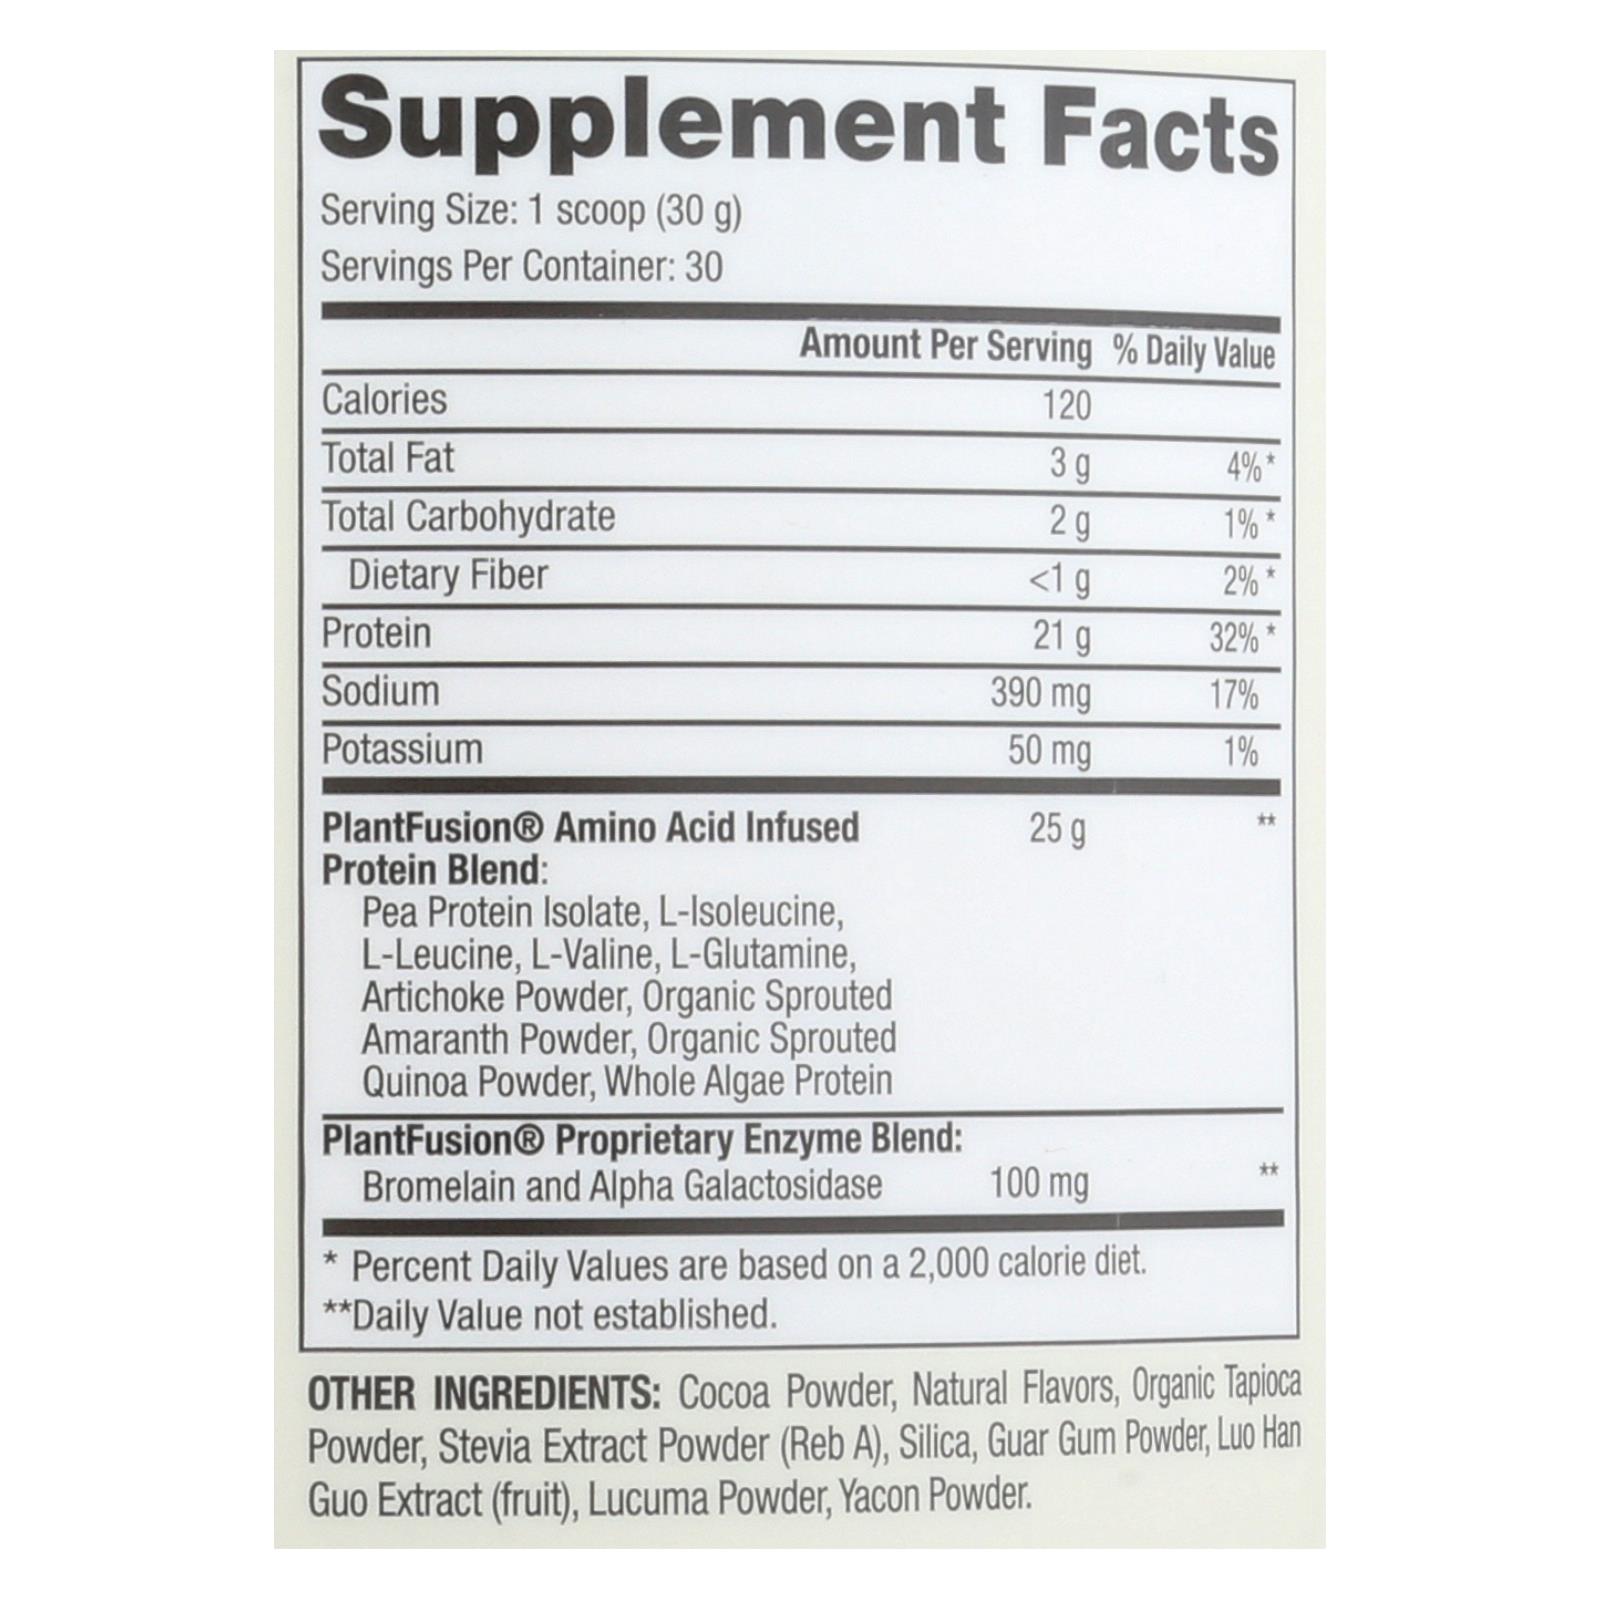 Supplement Facts
Serving Size: 1 scoop (30 g)
Servings Per Container: 30
Amount Per Serving % Daily Value
Calories 120
Total Fat 3 g 4%*
Total Carbohydrate 2 g 1%*
Dietary Fiber <1 g 2%*
Protein 21 g 32%*
Sodium 390 mg 17%
Potassium 50 mg 1%
PlantFusion® Amino Acid Infused 25 g **
Protein Blend:
Pea Protein Isolate, L-Isoleucine,
L-Leucine, L-Valine, L-Glutamine,
Artichoke Powder, Organic Sprouted
Amaranth Powder, Organic Sprouted
Quinoa Powder, Whole Algae Protein
PlantFusion® Proprietary Enzyme Blend:
Bromelain and Alpha Galactosidase 100 mg **
* Percent Daily Values are based on a 2,000 calorie diet.
**Daily Value not established.
OTHER INGREDIENTS: Cocoa Powder, Natural Flavors, Organic Tapioca
Powder, Stevia Extract Powder (Reb A), Silica, Guar Gum Powder, Luo Han
Guo Extract (fruit), Lucuma Powder, Yacon Powder.